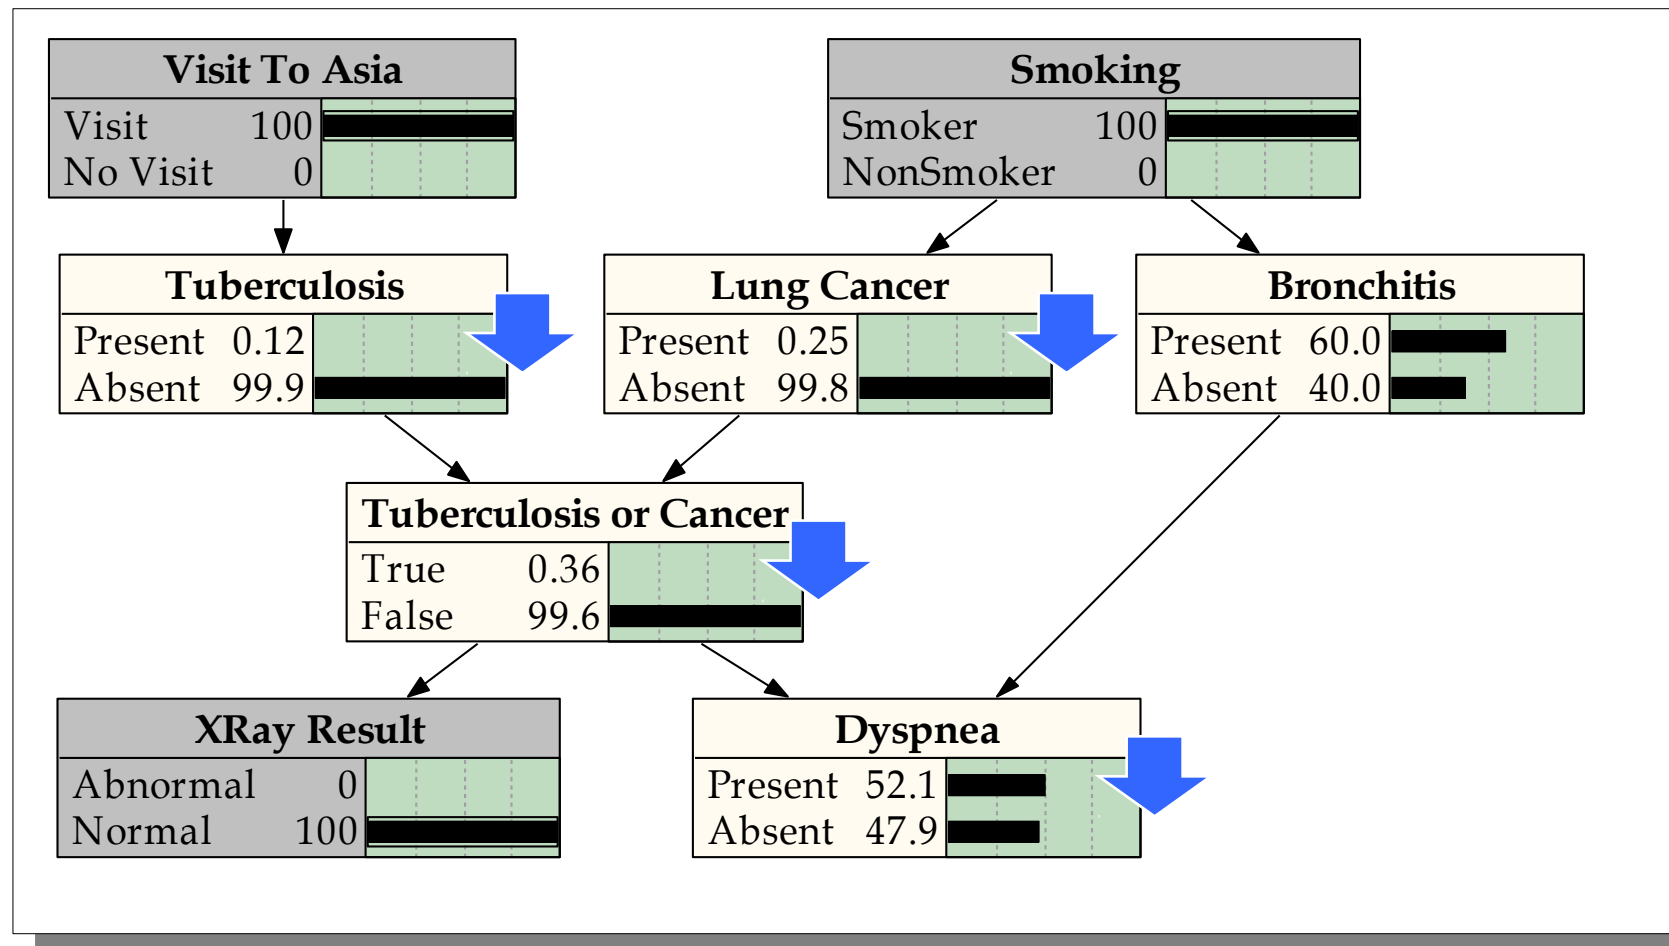 Visit To Asia
Visit 100
No Visit 0
Smoking
Smoker 100
NonSmoker 0
Tuberculosis
Present 0.12
Absent 99.9
Lung Cancer
Present 0.25
Absent 99.8
Bronchitis
Present 60.0
Absent 40.0
Tuberculosis or Cancer
True 0.36
False 99.6
XRay Result
Abnormal 0
Normal 100
Dyspnea
Present 52.1
Absent 47.9